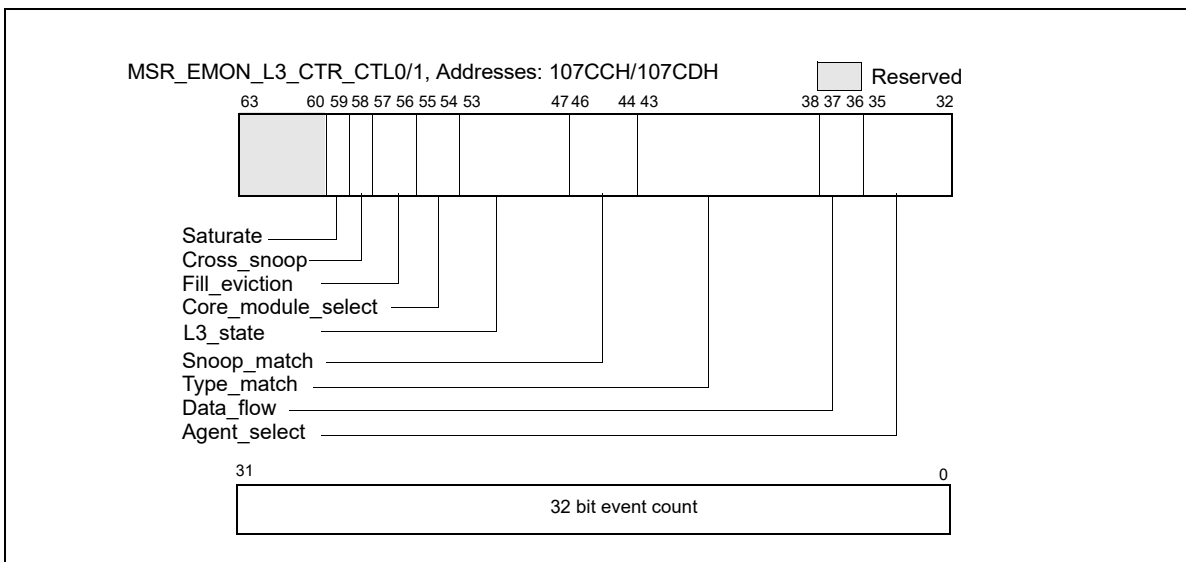 MSR_EMON_L3_CTR_CTL0/1, Addresses: 107CCH/107CDH
Reserved
63 60 59 58 57 56 55 54 53 47 46 44 43 38 37 36 35 32
Saturate
Cross_snoop
Fill_eviction
Core_module_select
L3_state
Snoop_match
Type_match
Data_flow
Agent_select
31 0
32 bit event count